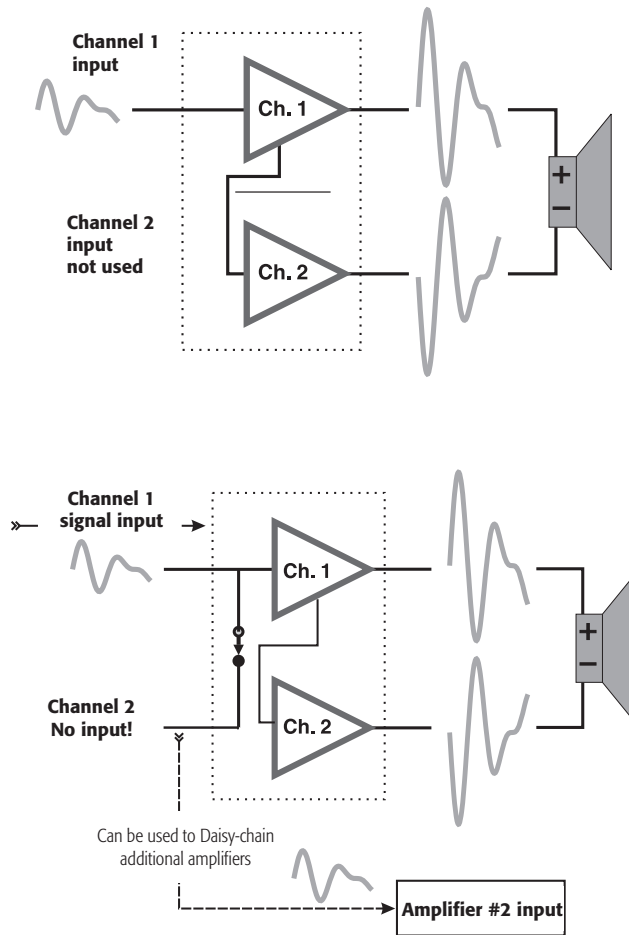 Channel 1
input
Ch. 1
+
−
Channel 2
input
not used
Ch. 2
Channel 1
signal input
Ch. 1
+
−
Channel 2
No input!
Ch. 2
Can be used to Daisy-chain
additional amplifiers
Amplifier #2 input